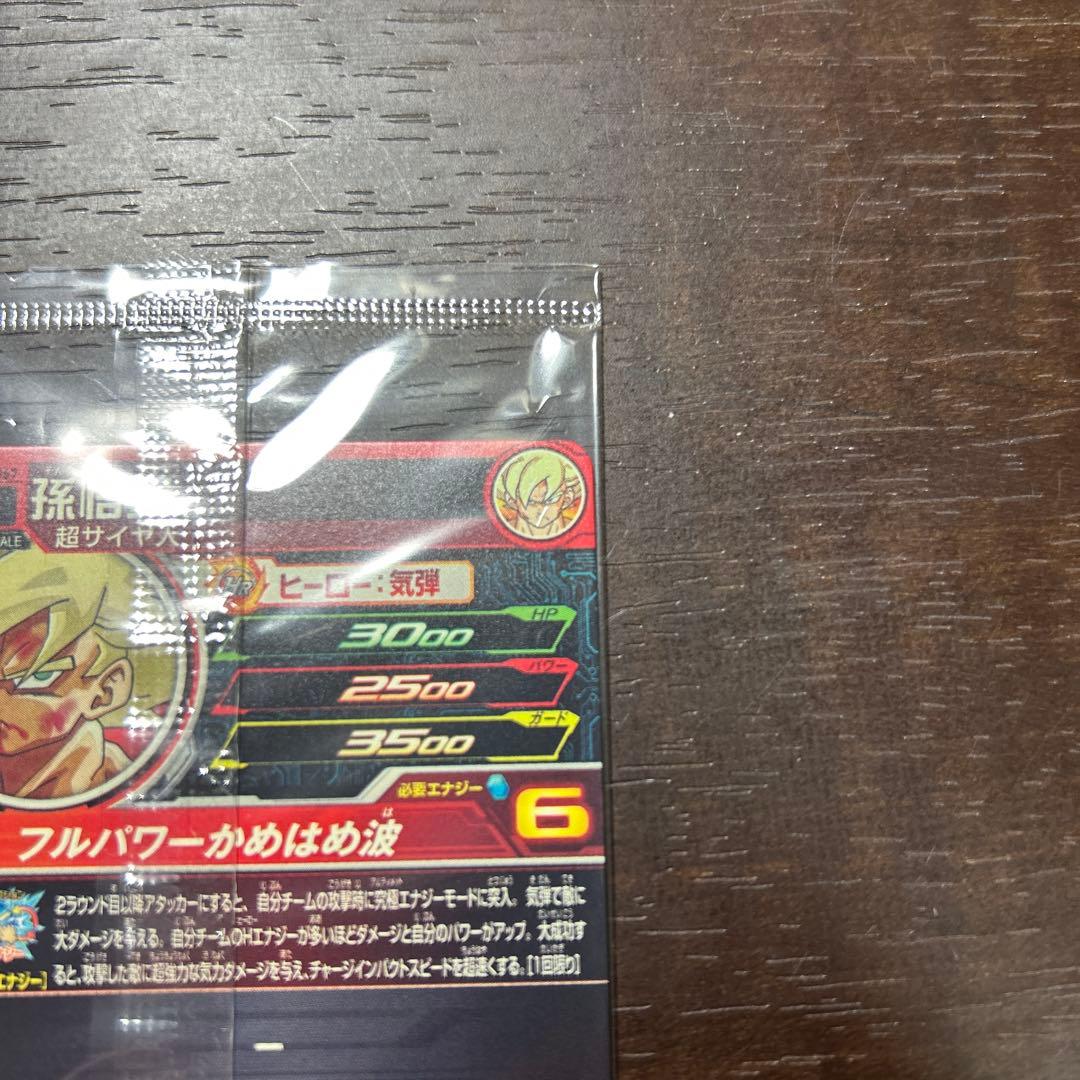 孫悟
超サイヤ人
ALE
HR
ヒーロー：気弾
HP
3000
パワー
2500
ガード
3500
必要エナジー
6
フルパワーかめはめ波
は
2ラウンド目以降アタッカーにすると、自分チームの攻撃時に究極エナジーモードに突入。気弾で敵に
大ダメージを与える。自分チームのHエナジーが多いほどダメージと自分のパワーがアップ。大成功す
ると、攻撃した敵に超強力な気力ダメージを与え、チャージインパクトスピードを超速くする。[1回限り]
エナジー]